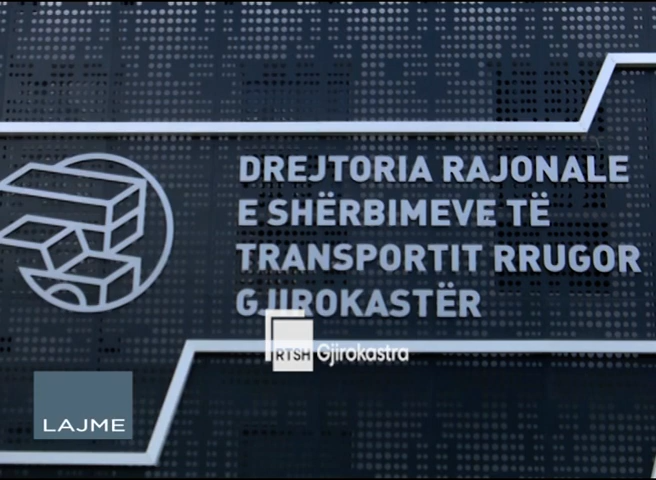 DREJTORIA RAJONALE
E SHËRBIMEVE TË
TRANSPORTIT RRUGOR
GJIROKASTËR
RTSH Gjirokastra
LAJME